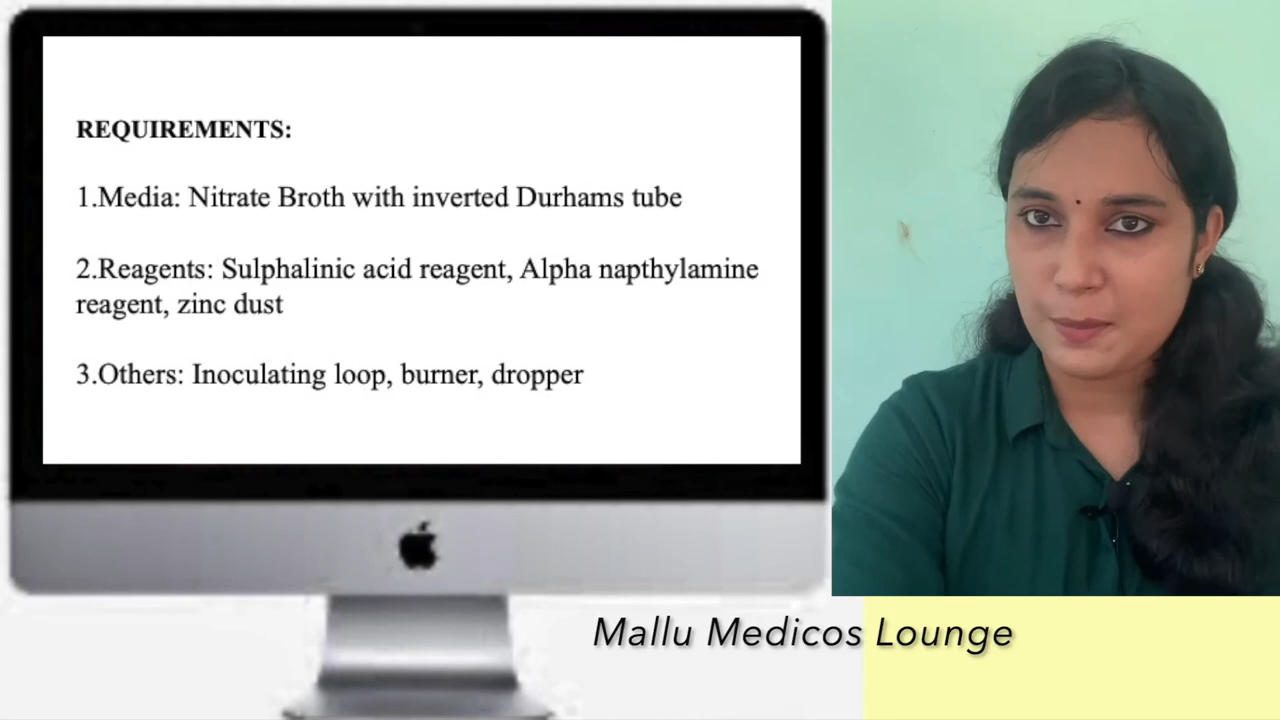 REQUIREMENTS:
1.Media: Nitrate Broth with inverted Durhams tube
2.Reagents: Sulphalinic acid reagent, Alpha napthylamine
reagent, zinc dust
3.Others: Inoculating loop, burner, dropper
Mallu Medicos Lounge